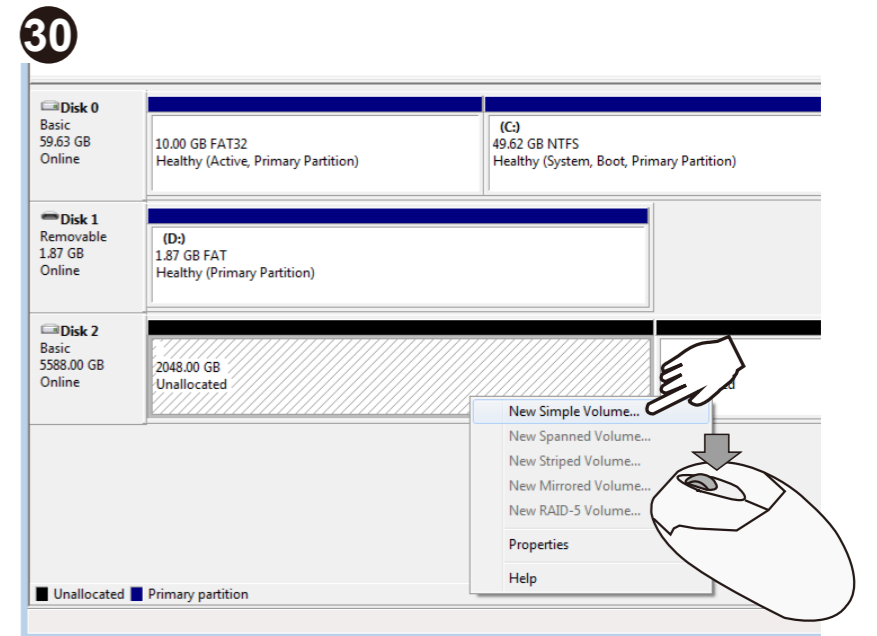 30
Disk 0
Basic
59.63 GB
Online
10.00 GB FAT32
Healthy (Active, Primary Partition)
(C:)
49.62 GB NTFS
Healthy (System, Boot, Primary Partition)
Disk 1
Removable
1.87 GB
Online
(D:)
1.87 GB FAT
Healthy (Primary Partition)
Disk 2
Basic
5588.00 GB
Online
2048.00 GB
Unallocated
New Simple Volume...
New Spanned Volume...
New Striped Volume...
New Mirrored Volume...
New RAID-5 Volume...
Properties
Help
Unallocated
Primary partition